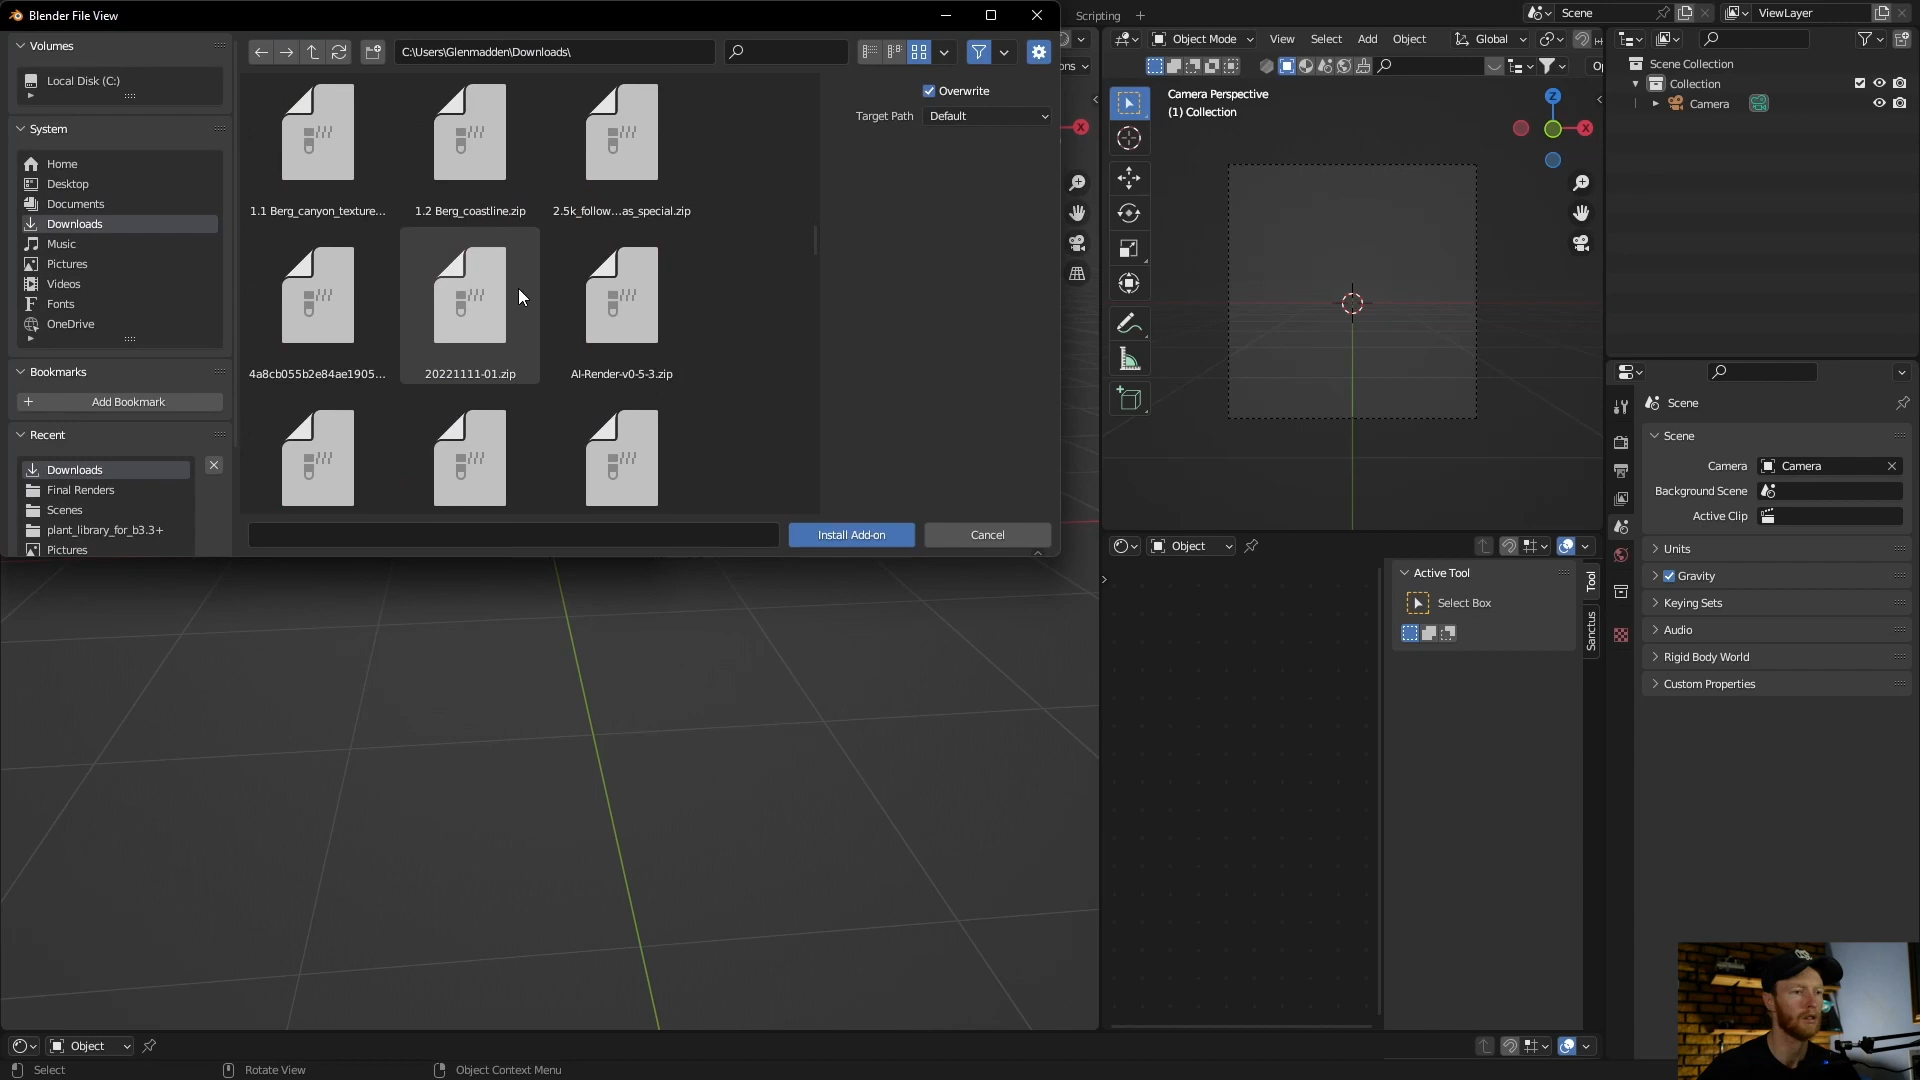 Blender File View
Volumes
Local Disk (C:)
System
Home
Desktop
Documents
Downloads
Music
Pictures
Videos
Fonts
OneDrive
Bookmarks
Add Bookmark
Recent
Downloads
Final Renders
Scenes
plant_library_for_b3.3+
Pictures
C:\Users\Glenmadden\Downloads\
1.1 Berg_canyon_texture...
1.2 Berg_coastline.zip
2.5k_follow...as_special.zip
4a8cb055b2e84ae1905...
20221111-01.zip
AI-Render-v0-5-3.zip
Overwrite
Target Path
Default
Install Add-on
Cancel
Scripting
Scene
ViewLayer
Object Mode
View
Select
Add
Object
Global
Camera Perspective
(1) Collection
Z
X
X
Scene Collection
Collection
Camera
Scene
Scene
Camera
Camera
Background Scene
Active Clip
Units
Gravity
Keying Sets
Audio
Rigid Body World
Custom Properties
Object
Active Tool
Select Box
Tool
Sanctus
Object
Select
Rotate View
Object Context Menu